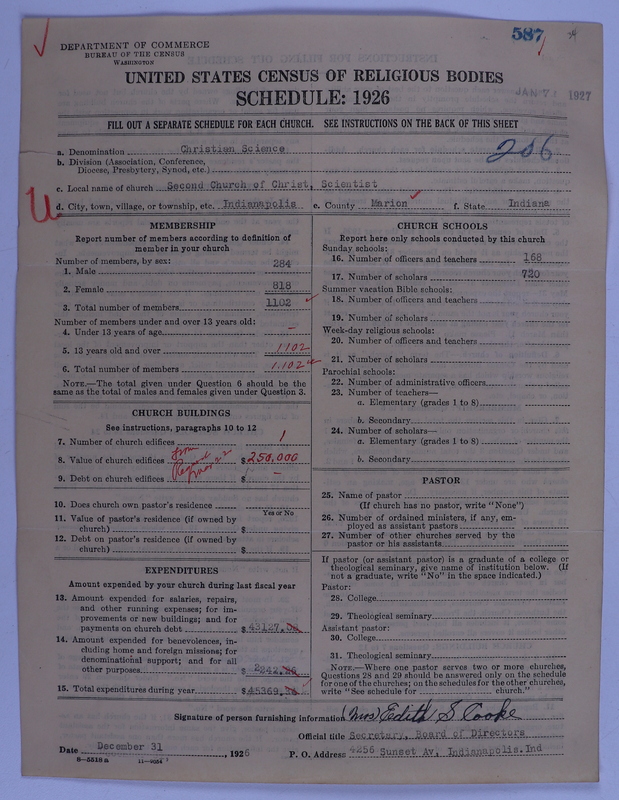 587
DEPARTMENT OF COMMERCE
BUREAU OF THE CENSUS
WASHINGTON
UNITED STATES CENSUS OF RELIGIOUS BODIES
SCHEDULE: 1926
JAN 7 1927
FILL OUT A SEPARATE SCHEDULE FOR EACH CHURCH. SEE INSTRUCTIONS ON THE BACK OF THIS SHEET
206
a. Denomination Christian Science
b. Division (Association, Conference,
Diocese, Presbytery, Synod, etc.)
c. Local name of church Second Church of Christ, Scientist
d. City, town, village, or township, etc. Indianapolis e. County Marion f. State Indiana
MEMBERSHIP
Report number of members according to definition of
member in your church
Number of members, by sex:
1. Male 284
2. Female 818
3. Total number of members 1102
Number of members under and over 13 years old:
4. Under 13 years of age –
5. 13 years old and over 1102
6. Total number of members 1,102
NOTE.—The total given under Question 6 should be the
same as the total of males and females given under Question 3.
CHURCH BUILDINGS
See instructions, paragraphs 10 to 12
7. Number of church edifices 1
8. Value of church edifices $ 250,000
9. Debt on church edifices $ –
10. Does church own pastor's residence
Yes or No
11. Value of pastor's residence (if owned by
church) $
12. Debt on pastor's residence (if owned by
church) $
EXPENDITURES
Amount expended by your church during last fiscal year
13. Amount expended for salaries, repairs,
and other running expenses; for im-
provements or new buildings; and for
payments on church debt $ 43127.
14. Amount expended for benevolences, in-
cluding home and foreign missions; for
denominational support; and for all
other purposes $ 2242.
15. Total expenditures during year $ 45369.
CHURCH SCHOOLS
Report here only schools conducted by this church
Sunday schools:
16. Number of officers and teachers 168
17. Number of scholars 720
Summer vacation Bible schools:
18. Number of officers and teachers
19. Number of scholars
Week-day religious schools:
20. Number of officers and teachers
21. Number of scholars
Parochial schools:
22. Number of administrative officers
23. Number of teachers—
a. Elementary (grades 1 to 8)
b. Secondary
24. Number of scholars—
a. Elementary (grades 1 to 8)
b. Secondary
PASTOR
25. Name of pastor
(If church has no pastor, write "None")
26. Number of ordained ministers, if any, em-
ployed as assistant pastors
27. Number of other churches served by the
pastor or his assistants
If pastor (or assistant pastor) is a graduate of a college or
theological seminary, give name of institution below. (If
not a graduate, write "No" in the space indicated.)
Pastor:
28. College
29. Theological seminary
Assistant pastor:
30. College
31. Theological seminary
NOTE.—Where one pastor serves two or more churches,
Questions 28 and 29 should be answered only on the schedule
for one of the churches; on the schedules for the other churches,
write "See schedule for church."
Signature of person furnishing information (Mrs) Edith S Cooke
Official title Secretary, Board of Directors
Date December 31, 1926 P. O. Address 4256 Sunset Av, Indianapolis.Ind
8—5518a 11—9054